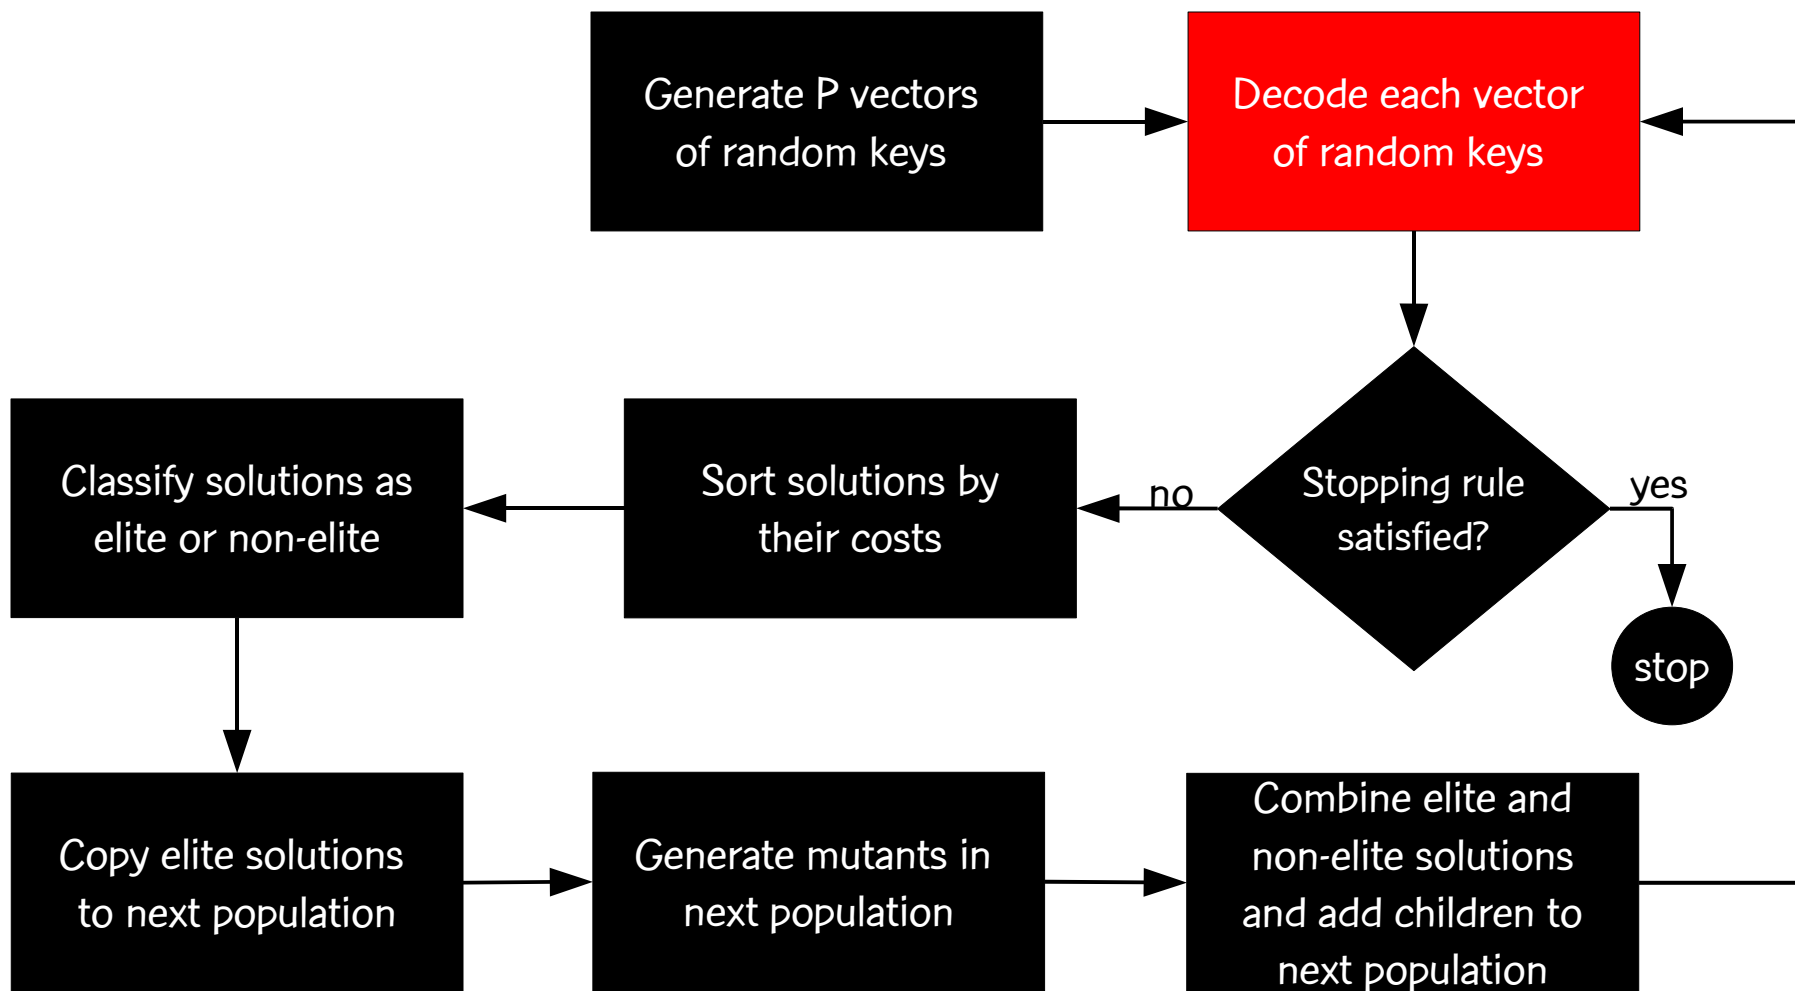 Generate P vectors
of random keys
Decode each vector
of random keys
Classify solutions as
elite or non-elite
Sort solutions by
their costs
no
Stopping rule
satisfied?
yes
stop
Copy elite solutions
to next population
Generate mutants in
next population
Combine elite and
non-elite solutions
and add children to
next population